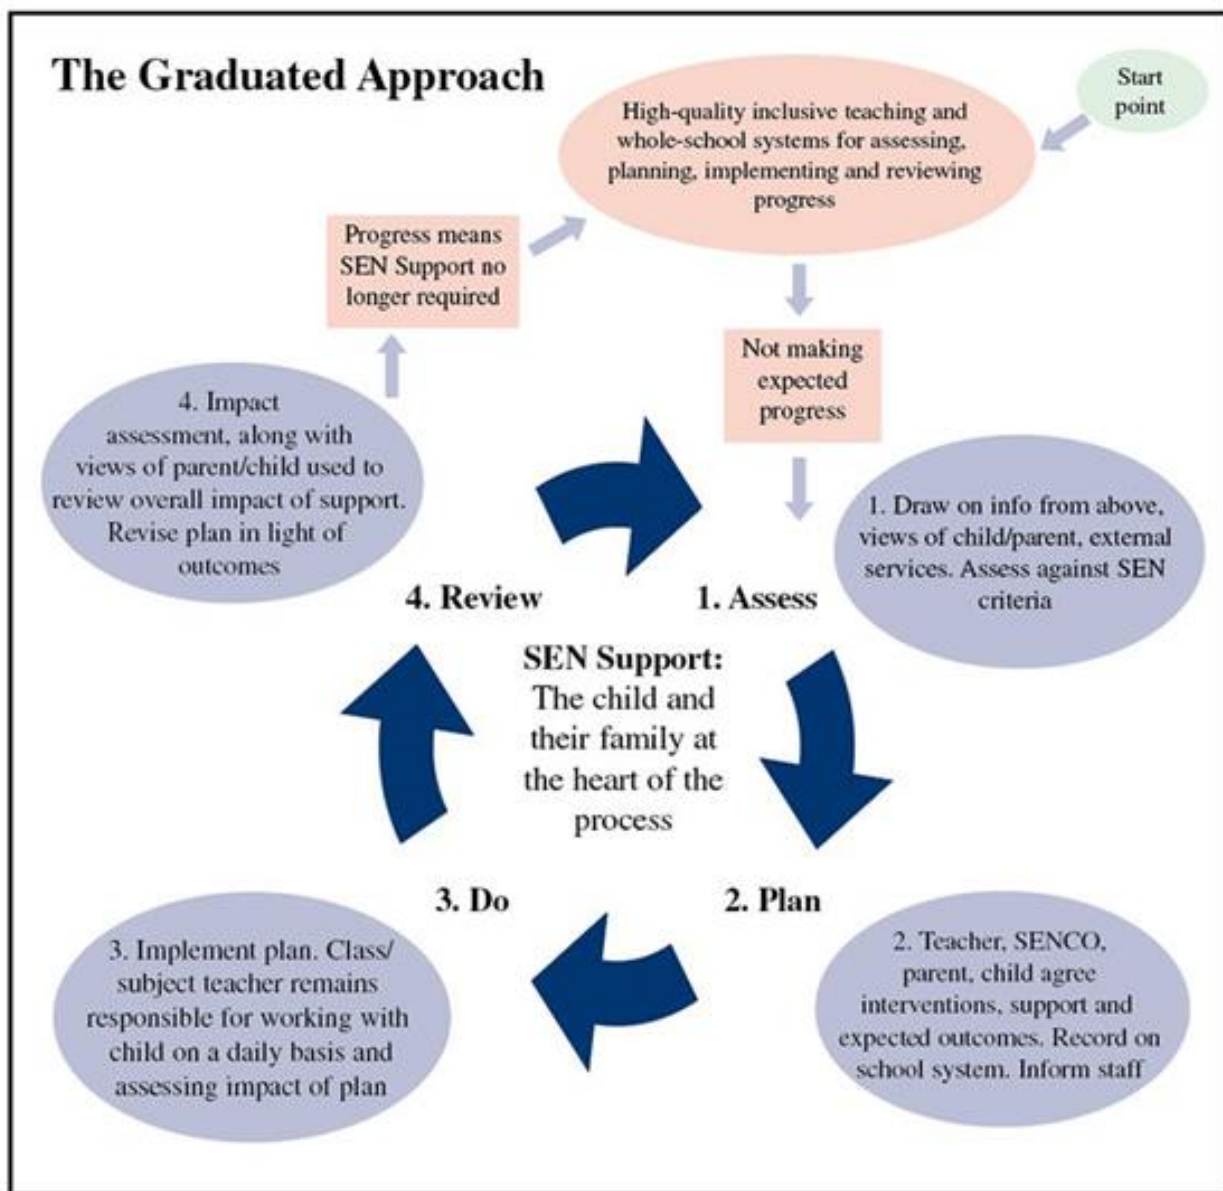 The Graduated Approach
Start
point
High-quality inclusive teaching and
whole-school systems for assessing,
planning, implementing and reviewing
progress
Progress means
SEN Support no
longer required
Not making
expected
progress
4. Impact
assessment, along with
views of parent/child used to
review overall impact of support.
Revise plan in light of
outcomes
1. Draw on info from above,
views of child/parent, external
services. Assess against SEN
criteria
4. Review
1. Assess
SEN Support:
The child and
their family at
the heart of the
process
3. Do
2. Plan
3. Implement plan. Class/
subject teacher remains
responsible for working with
child on a daily basis and
assessing impact of plan
2. Teacher, SENCO,
parent, child agree
interventions, support and
expected outcomes. Record on
school system. Inform staff